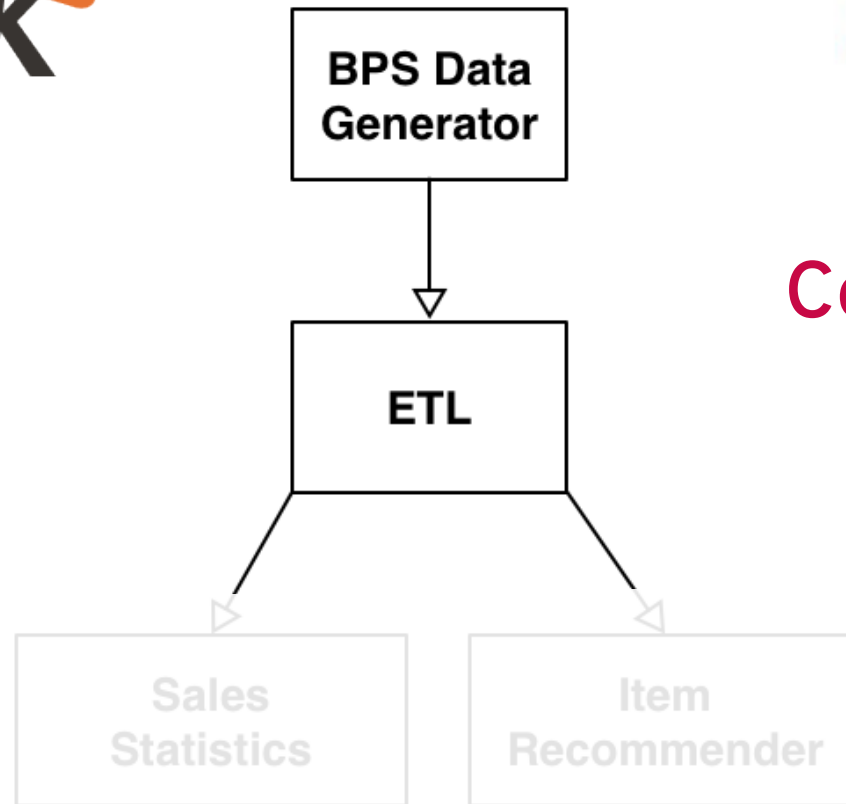 k
BPS Data
Generator
C
ETL
Sales
Statistics
Item
Recommender